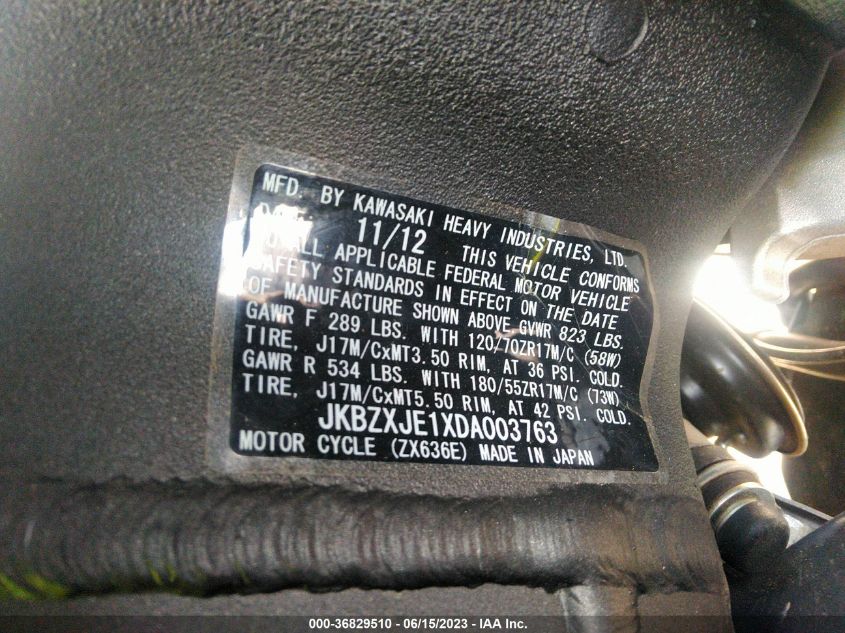 MFD. BY KAWASAKI HEAVY INDUSTRIES, LTD.
11/12 THIS VEHICLE CONFORMS
TO ALL APPLICABLE FEDERAL MOTOR VEHICLE
SAFETY STANDARDS IN EFFECT ON THE DATE
OF MANUFACTURE SHOWN ABOVE. GVWR 823 LBS.
GAWR F 289 LBS. WITH 120/70ZR17M/C (58W)
TIRE, J17M/CxMT3.50 RIM, AT 36 PSI. COLD.
GAWR R 534 LBS. WITH 180/55ZR17M/C (73W)
TIRE, J17M/CxMT5.50 RIM, AT 42 PSI. COLD.
JKBZXJE1XDA003763
MOTOR CYCLE (ZX636E) MADE IN JAPAN
000-36829510 - 06/15/2023 - IAA Inc.